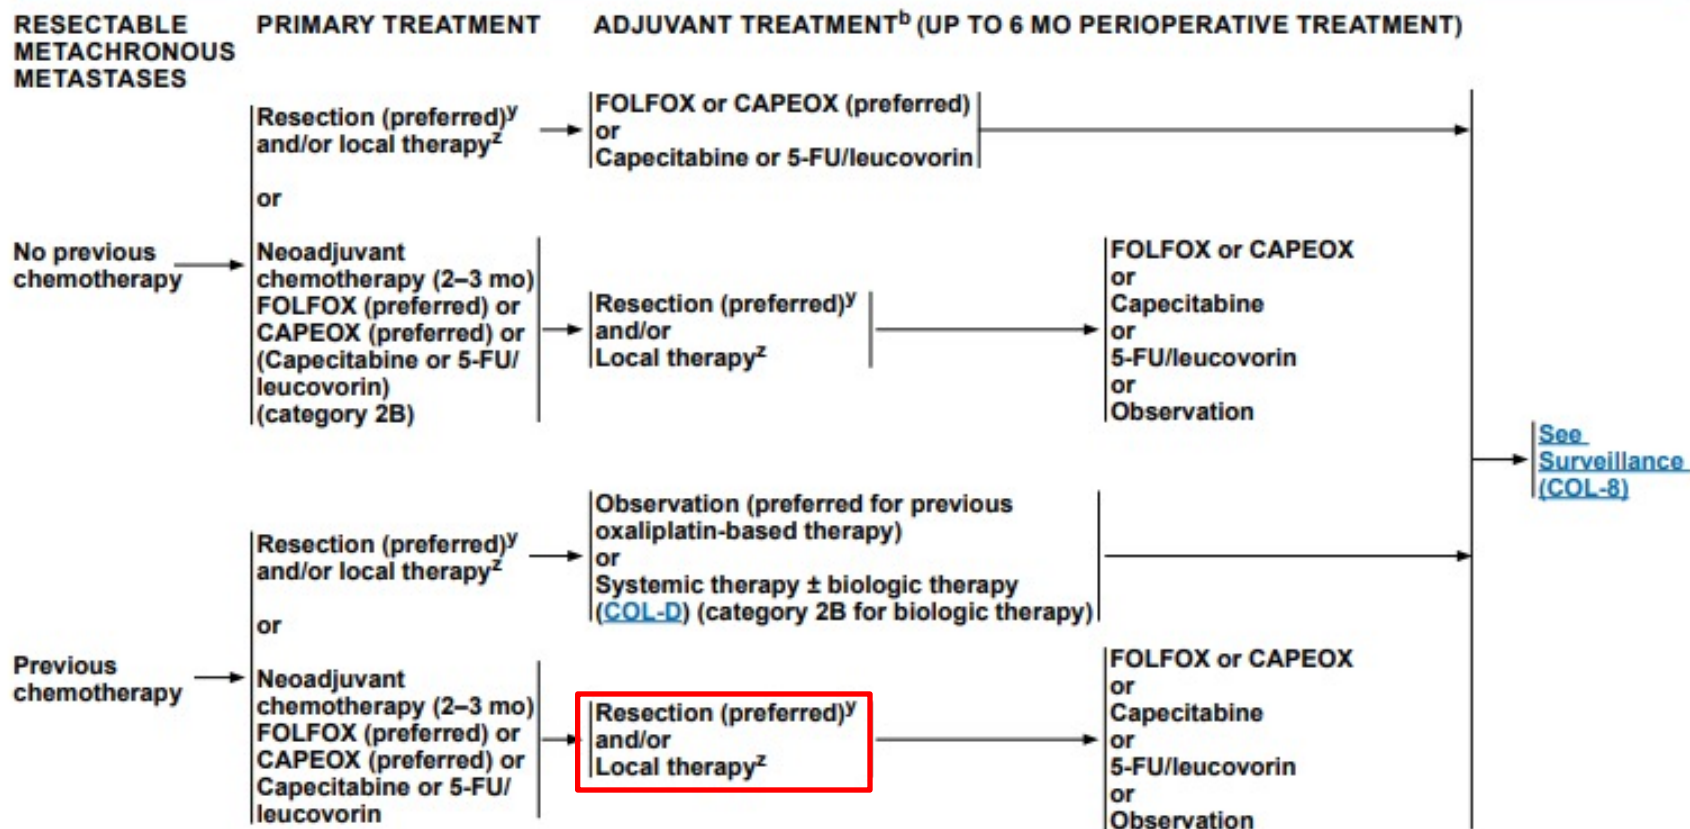 RESECTABLE
METACHRONOUS
METASTASES
PRIMARY TREATMENT
ADJUVANT TREATMENTb (UP TO 6 MO PERIOPERATIVE TREATMENT)
No previous
chemotherapy
Resection (preferred)y
and/or local therapyz
or
Neoadjuvant
chemotherapy (2–3 mo)
FOLFOX (preferred) or
CAPEOX (preferred) or
(Capecitabine or 5-FU/
leucovorin)
(category 2B)
FOLFOX or CAPEOX (preferred)
or
Capecitabine or 5-FU/leucovorin
Resection (preferred)y
and/or
Local therapyz
FOLFOX or CAPEOX
or
Capecitabine
or
5-FU/leucovorin
or
Observation
Previous
chemotherapy
Resection (preferred)y
and/or local therapyz
or
Neoadjuvant
chemotherapy (2–3 mo)
FOLFOX (preferred) or
CAPEOX (preferred) or
Capecitabine or 5-FU/
leucovorin
Observation (preferred for previous
oxaliplatin-based therapy)
or
Systemic therapy ± biologic therapy
(COL-D) (category 2B for biologic therapy)
Resection (preferred)y
and/or
Local therapyz
FOLFOX or CAPEOX
or
Capecitabine
or
5-FU/leucovorin
or
Observation
See
Surveillance
(COL-8)